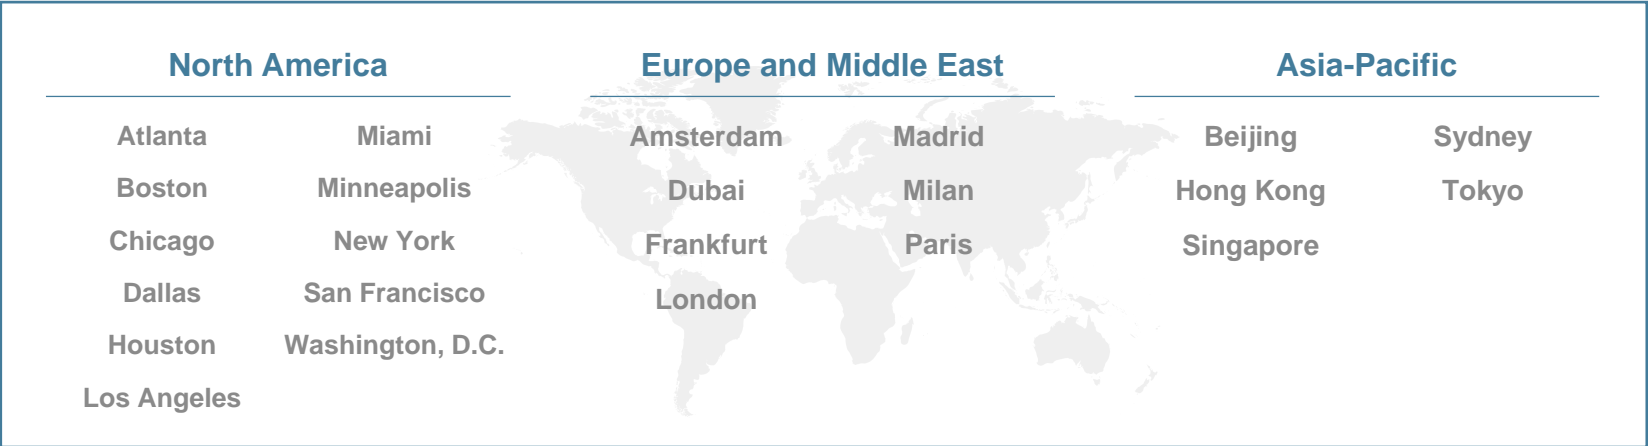 North America
Atlanta
Boston
Chicago
Dallas
Houston
Los Angeles
Miami
Minneapolis
New York
San Francisco
Washington, D.C.
Europe and Middle East
Amsterdam
Dubai
Frankfurt
London
Madrid
Milan
Paris
Asia-Pacific
Beijing
Hong Kong
Singapore
Sydney
Tokyo